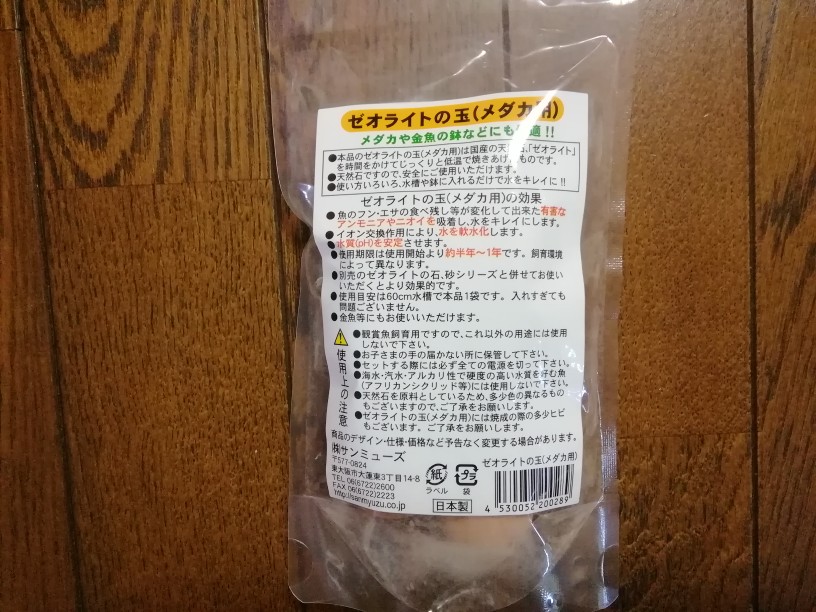 ゼオライトの玉(メダカ用)
メダカや金魚の鉢などにも最適!!
●本品のゼオライトの玉(メダカ用)は国産の天然石「ゼオライト」
を時間をかけてじっくりと低温で焼きあげたものです。
●天然石ですので、安全にご使用いただけます。
●使い方いろいろ、水槽や鉢に入れるだけで水をキレイに!!
ゼオライトの玉(メダカ用)の効果
●魚のフン・エサの食べ残し等が変化して出来た有害な
アンモニアやニオイを吸着し、水をキレイにします。
●イオン交換作用により、水を軟水化します。
●水質(pH)を安定させます。
●使用期限は使用開始より約半年～1年です。飼育環境
によって異なります。
●別売のゼオライトの石、砂シリーズと併せてお使い
いただくとより効果的です。
●使用目安は60cm水槽で本品1袋です。入れすぎても
問題ございません。
●金魚等にもお使いいただけます。
使用上の注意
●観賞魚飼育用ですので、これ以外の用途には使用
しないで下さい。
●お子さまの手の届かない所に保管して下さい。
●セットする際には必ず全ての電源を切って下さい。
●海水・汽水・アルカリ性で硬度の高い水質を好む魚
(アフリカンシクリッド等)には使用しないで下さい。
●天然石を原料としているため、多少色の異なるもの
もございますので、ご了承をお願いします。
●ゼオライトの玉(メダカ用)には焼成の際の多少ヒビ
もございます。ご了承をお願いします。
商品のデザイン・仕様・価格など予告なく変更する場合があります。
㈱サンミューズ
〒577-0824
東大阪市大蓮東3丁目14-8
TEL 06(6722)2600
FAX 06(6722)2223
http://sanmyuzu.co.jp
紙
ラベル
プラ
袋
日本製
ゼオライトの玉(メダカ用)
4 530052 200289